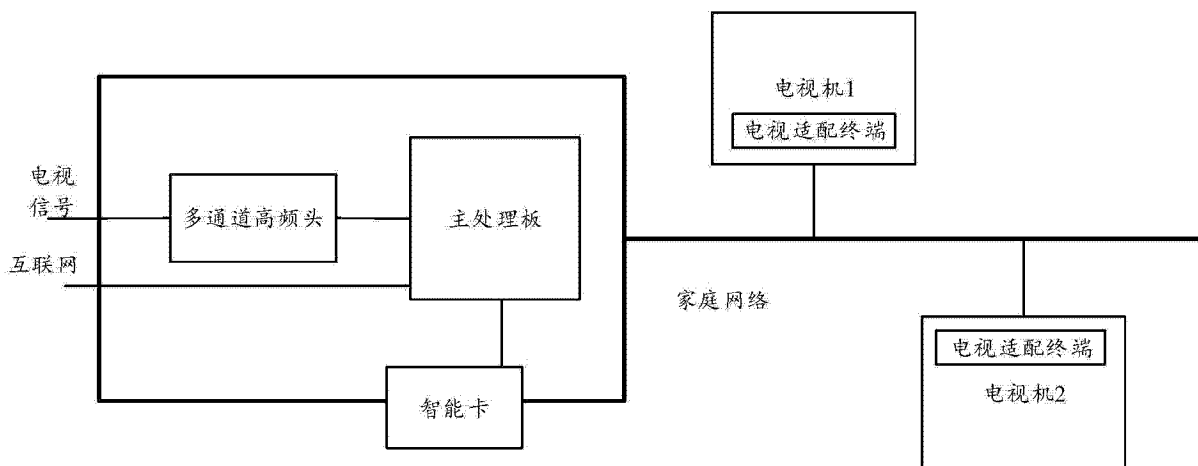 电视机1
电视适配终端
电视
信号
多通道高频头
主处理板
互联网
家庭网络
电视适配终端
电视机2
智能卡